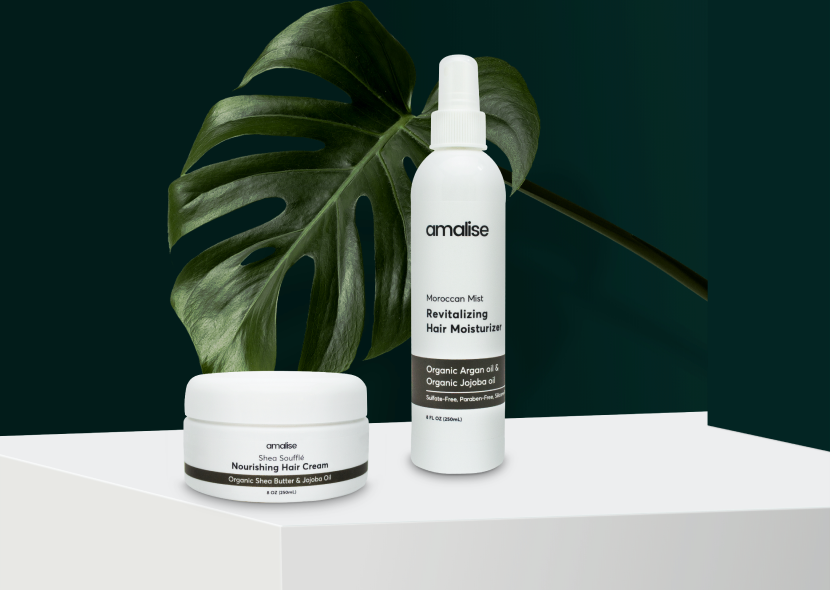 amalise
Moroccan Mist
Revitalizing
Hair Moisturizer
Organic Argan oil &
Organic Jojoba oil
Sulfate-Free, Paraben-Free,
8 FL OZ (250mL)
amalise
Shea Soufflé
Nourishing Hair Cream
Organic Shea Butter & Jojoba Oil
8 OZ (250mL)